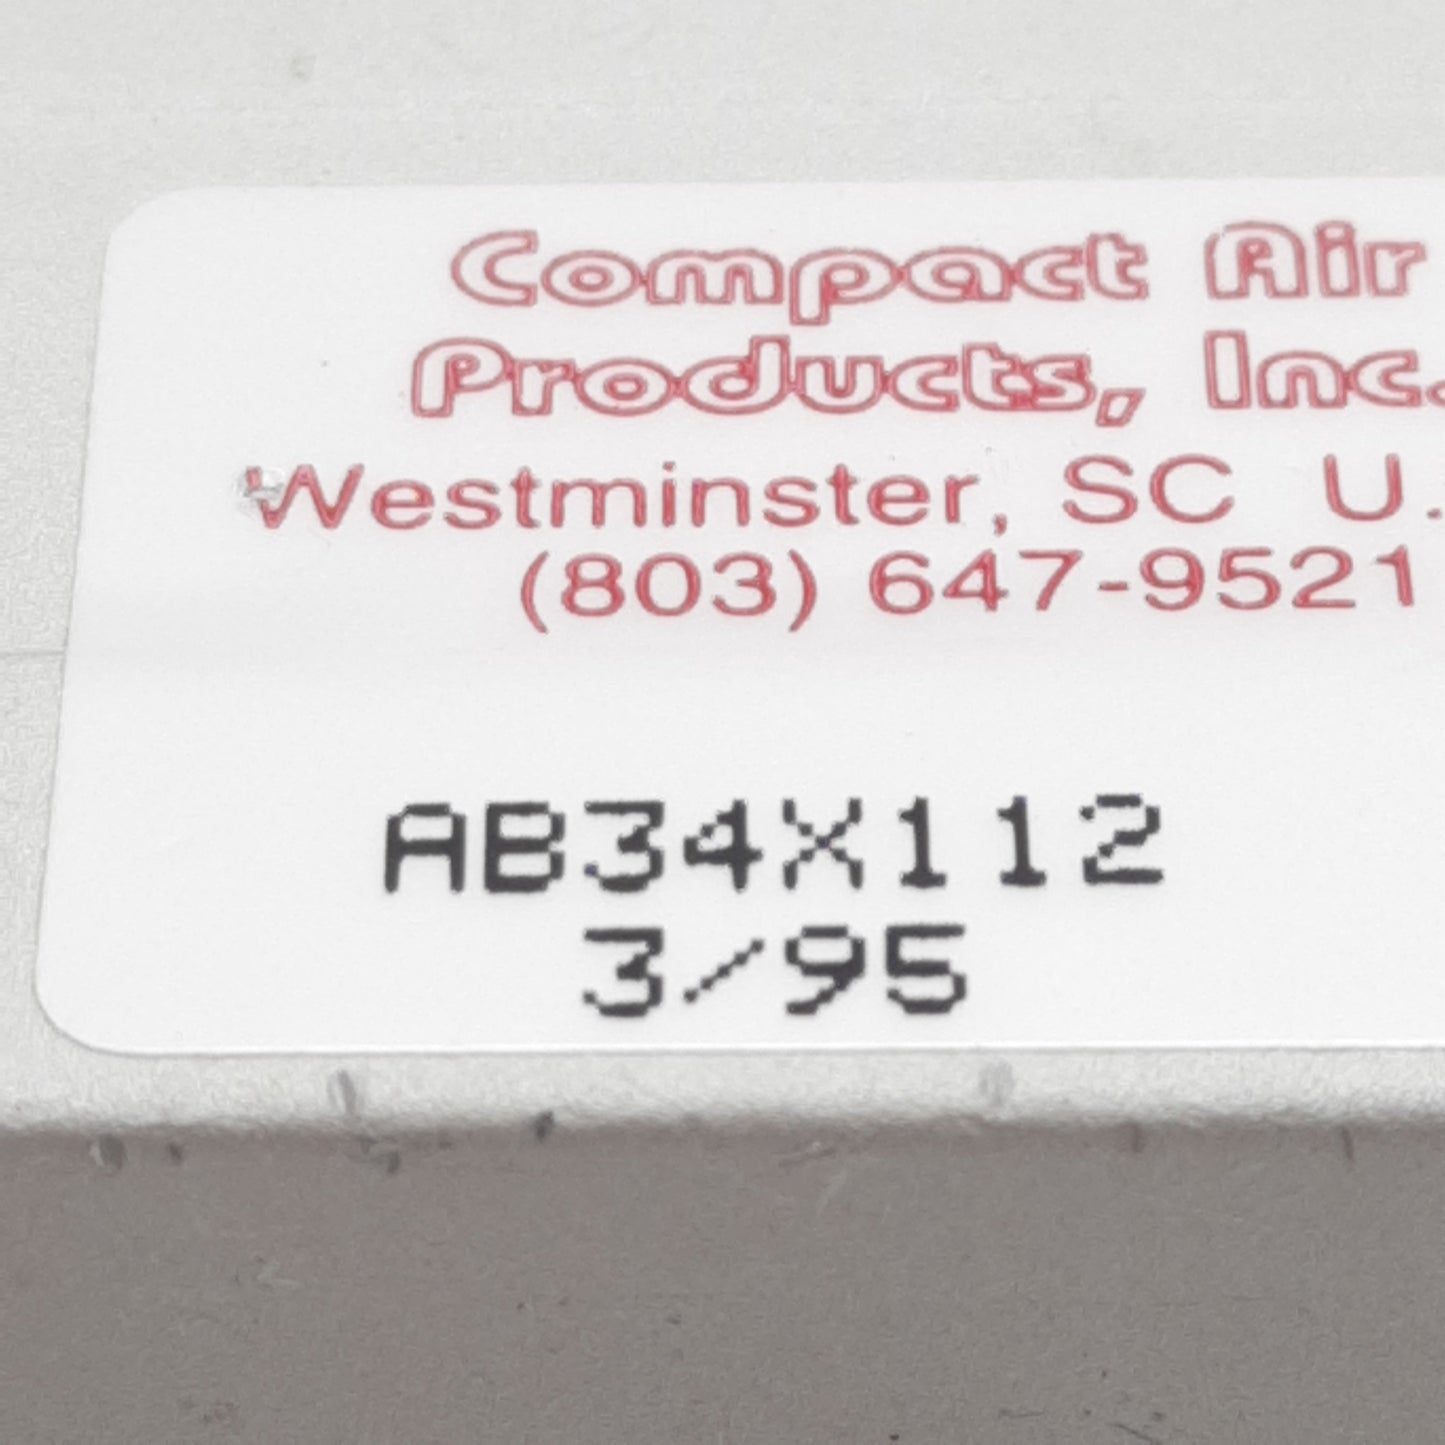 Compact Air
Products, Inc.
Westminster, SC U.
(803) 647-9521
AB34X112
3/95